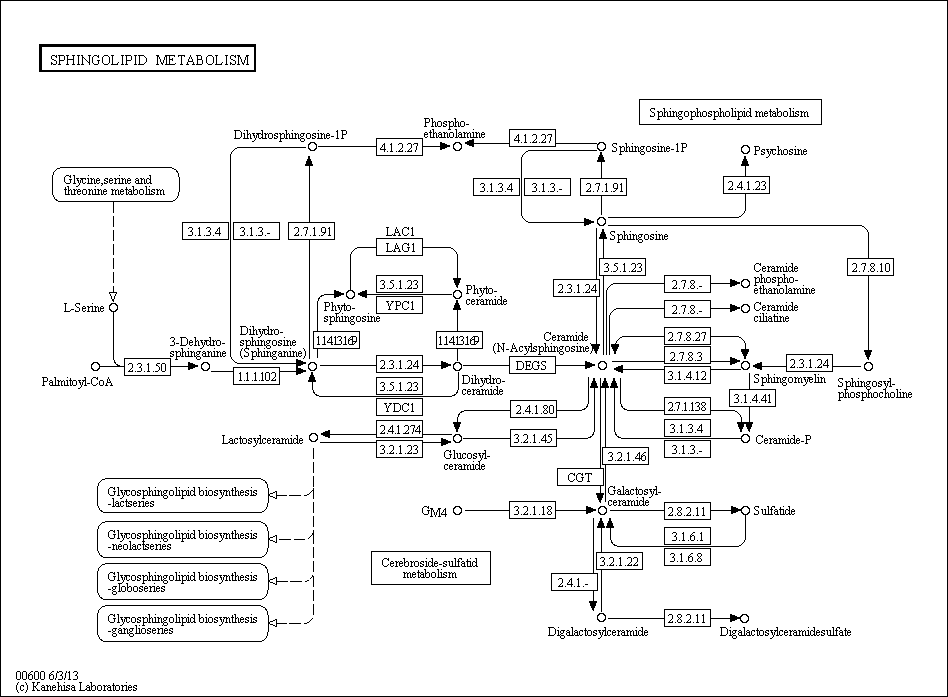 SPHINGOLIPID METABOLISM
Sphingophospholipid metabolism
Phospho-
ethanolamine
Dihydrosphingosine-1P
4.1.2.27
4.1.2.27
Sphingosine-1P
Psychosine
Glycine,serine and
threonine metabolism
3.1.3.4
3.1.3.-
2.7.1.91
2.4.1.23
3.1.3.4
3.1.3.-
2.7.1.91
LAC1
LAG1
Sphingosine
3.5.1.23
2.7.8.10
Ceramide
phospho-
ethanolamine
3.5.1.23
YPC1
2.3.1.24
2.7.8.-
L-Serine
Phyto-
sphingosine
Phyto-
ceramide
2.7.8.-
Ceramide
ciliatine
3-Dehydro-
sphinganine
Dihydro-
sphingosine
(Sphinganine)
11413169
11413169
Ceramide
(N-Acylsphingosine)
2.7.8.27
2.7.8.3
3.1.4.12
Palmitoyl-CoA
2.3.1.50
1.1.1.102
2.3.1.24
3.5.1.23
YDC1
Dihydro-
ceramide
DEGS
Sphingomyelin
2.3.1.24
Sphingosyl-
phosphocholine
3.1.4.41
2.4.1.80
2.7.1.138
3.1.3.4
3.1.3.-
Ceramide-P
Lactosylceramide
2.4.1.274
3.2.1.23
Glucosyl-
ceramide
3.2.1.45
3.2.1.46
CGT
Glycosphingolipid biosynthesis
-lactseries
Galactosyl-
ceramide
GM4
3.2.1.18
2.8.2.11
Sulfatide
Glycosphingolipid biosynthesis
-neolactseries
3.1.6.1
3.1.6.8
Cerebroside-sulfatid
metabolism
3.2.1.22
2.4.1.-
Glycosphingolipid biosynthesis
-globoseries
Glycosphingolipid biosynthesis
-ganglioseries
Digalactosylceramide
2.8.2.11
Digalactosylceramidesulfate
00600 6/3/13
(c) Kanehisa Laboratories